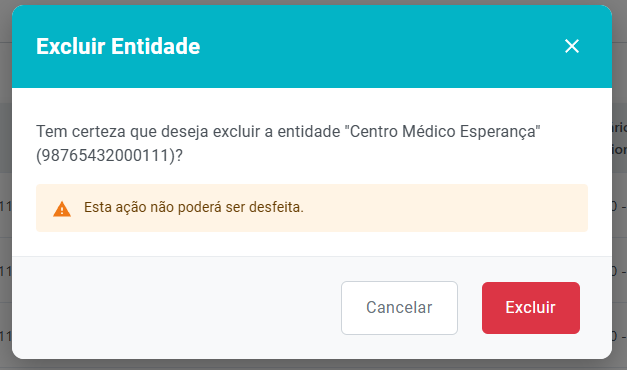 Excluir Entidade
Tem certeza que deseja excluir a entidade "Centro Médico Esperança"
(98765432000111)?
Esta ação não poderá ser desfeita.
Cancelar
Excluir